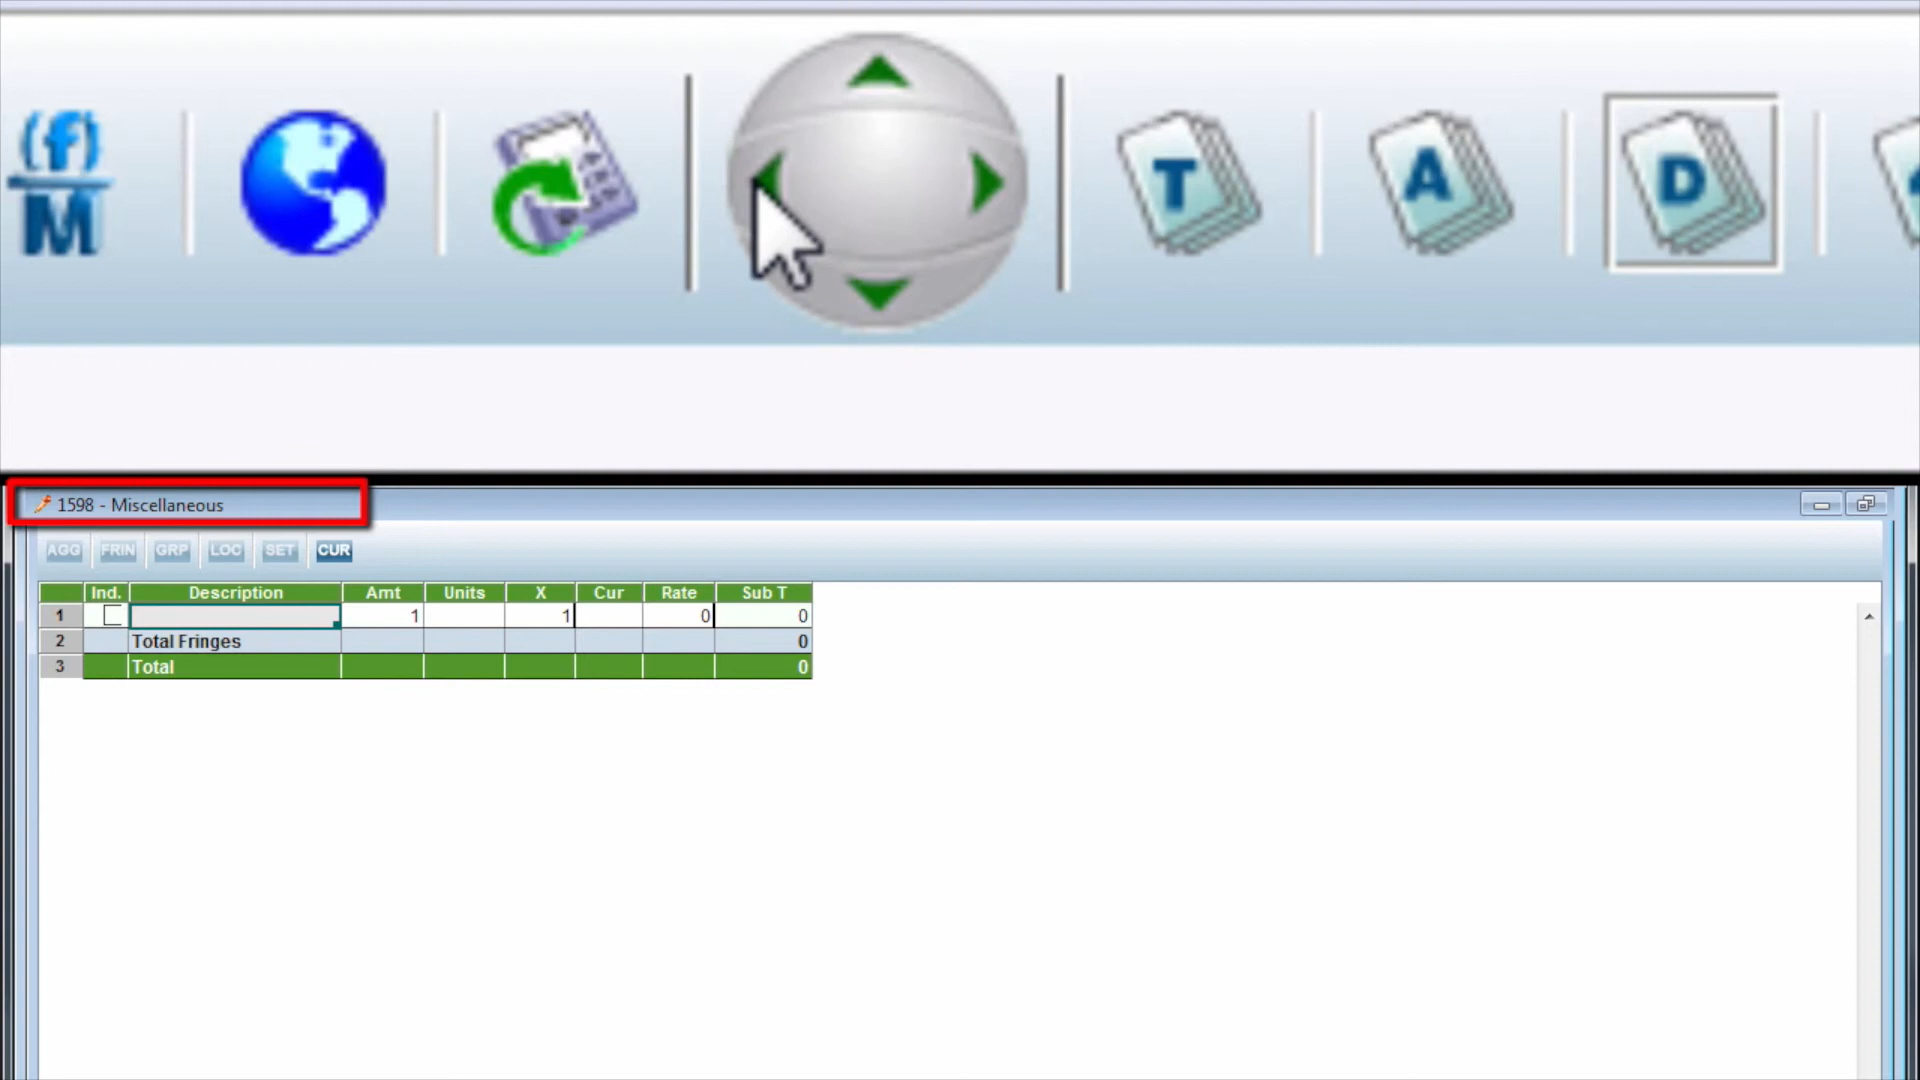 (f)
M
T
A
D
1598 - Miscellaneous
AGG FRIN GRP LOC SET CUR
Ind. Description Amt Units X Cur Rate Sub T
1 1 1 0 0
2 Total Fringes 0
3 Total 0